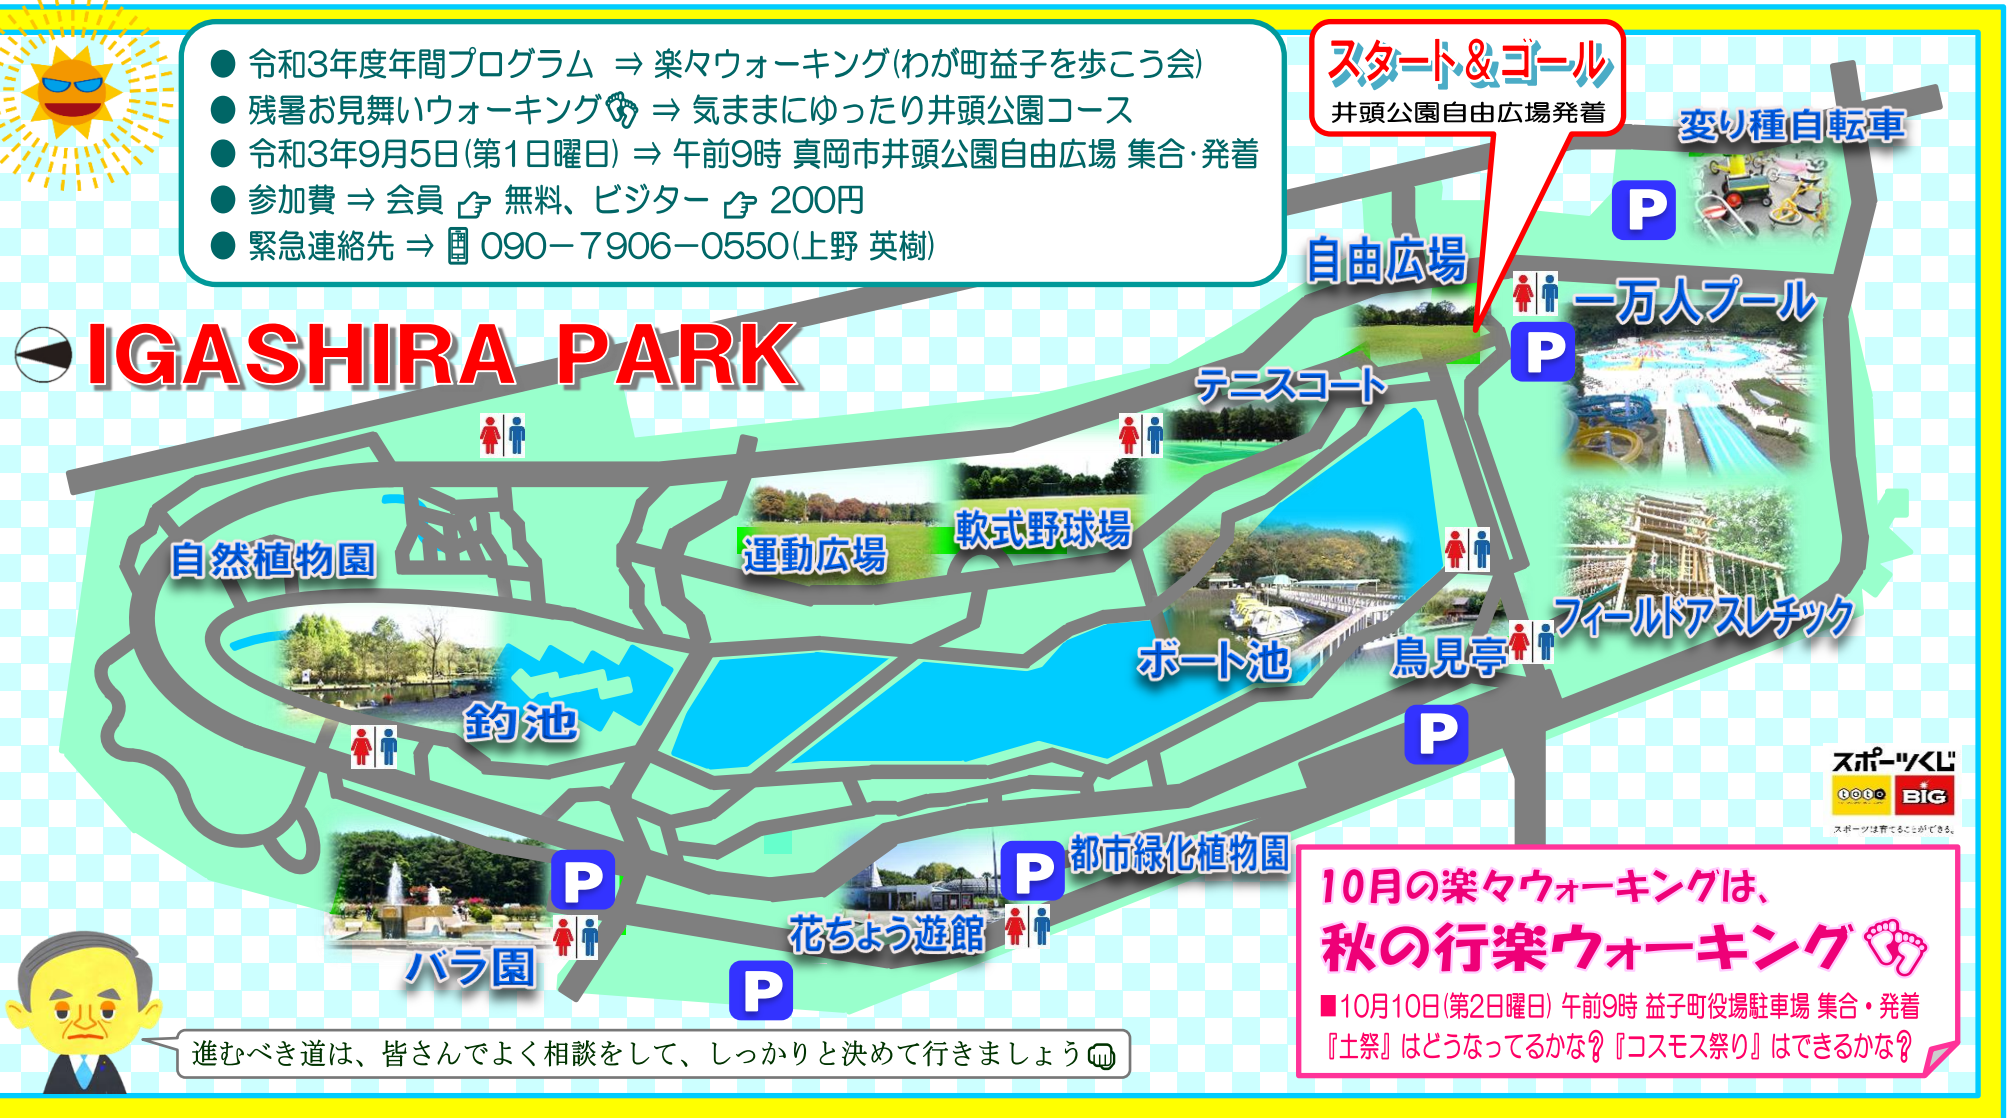 ● 令和3年度年間プログラム ⇒ 楽々ウォーキング(わが町益子を歩こう会)
● 残暑お見舞いウォーキング ⇒ 気ままにゆったり井頭公園コース
● 令和3年9月5日(第1日曜日) ⇒ 午前9時 真岡市井頭公園自由広場 集合・発着
● 参加費 ⇒ 会員 無料、ビジター 200円
● 緊急連絡先 ⇒ 090－7906－0550(上野 英樹)
スタート&ゴール
井頭公園自由広場発着
変り種自転車
P
自由広場
一万人プール
P
IGASHIRA PARK
テニスコート
軟式野球場
運動広場
自然植物園
フィールドアスレチック
ボート池
鳥見亭
釣池
P
スポーツくじ
toto BIG
スポーツは育てることができる。
都市緑化植物園
P
P
花ちょう遊館
バラ園
P
10月の楽々ウォーキングは、
秋の行楽ウォーキング
■10月10日(第2日曜日) 午前9時 益子町役場駐車場 集合・発着
『土祭』はどうなってるかな?『コスモス祭り』はできるかな?
進むべき道は、皆さんでよく相談をして、しっかりと決めて行きましょう